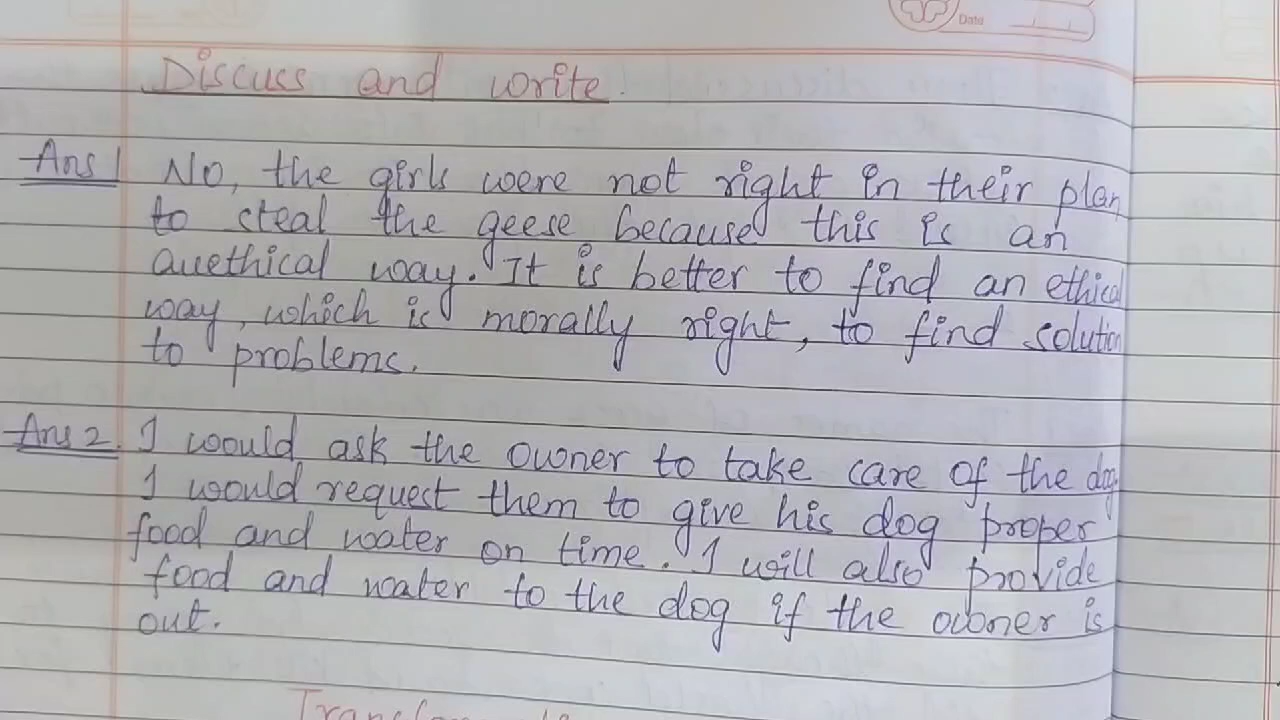 Date
Discuss and write.
Ans 1 No, the girls were not right in their plan
to steal the geese because this is an
auethical way. It is better to find an ethical
way, which is morally right, to find solution
to problems.
Ans 2. I would ask the owner to take care of the dog
I would request them to give his dog proper
food and water on time. I will also provide
food and water to the dog if the owner is
out.